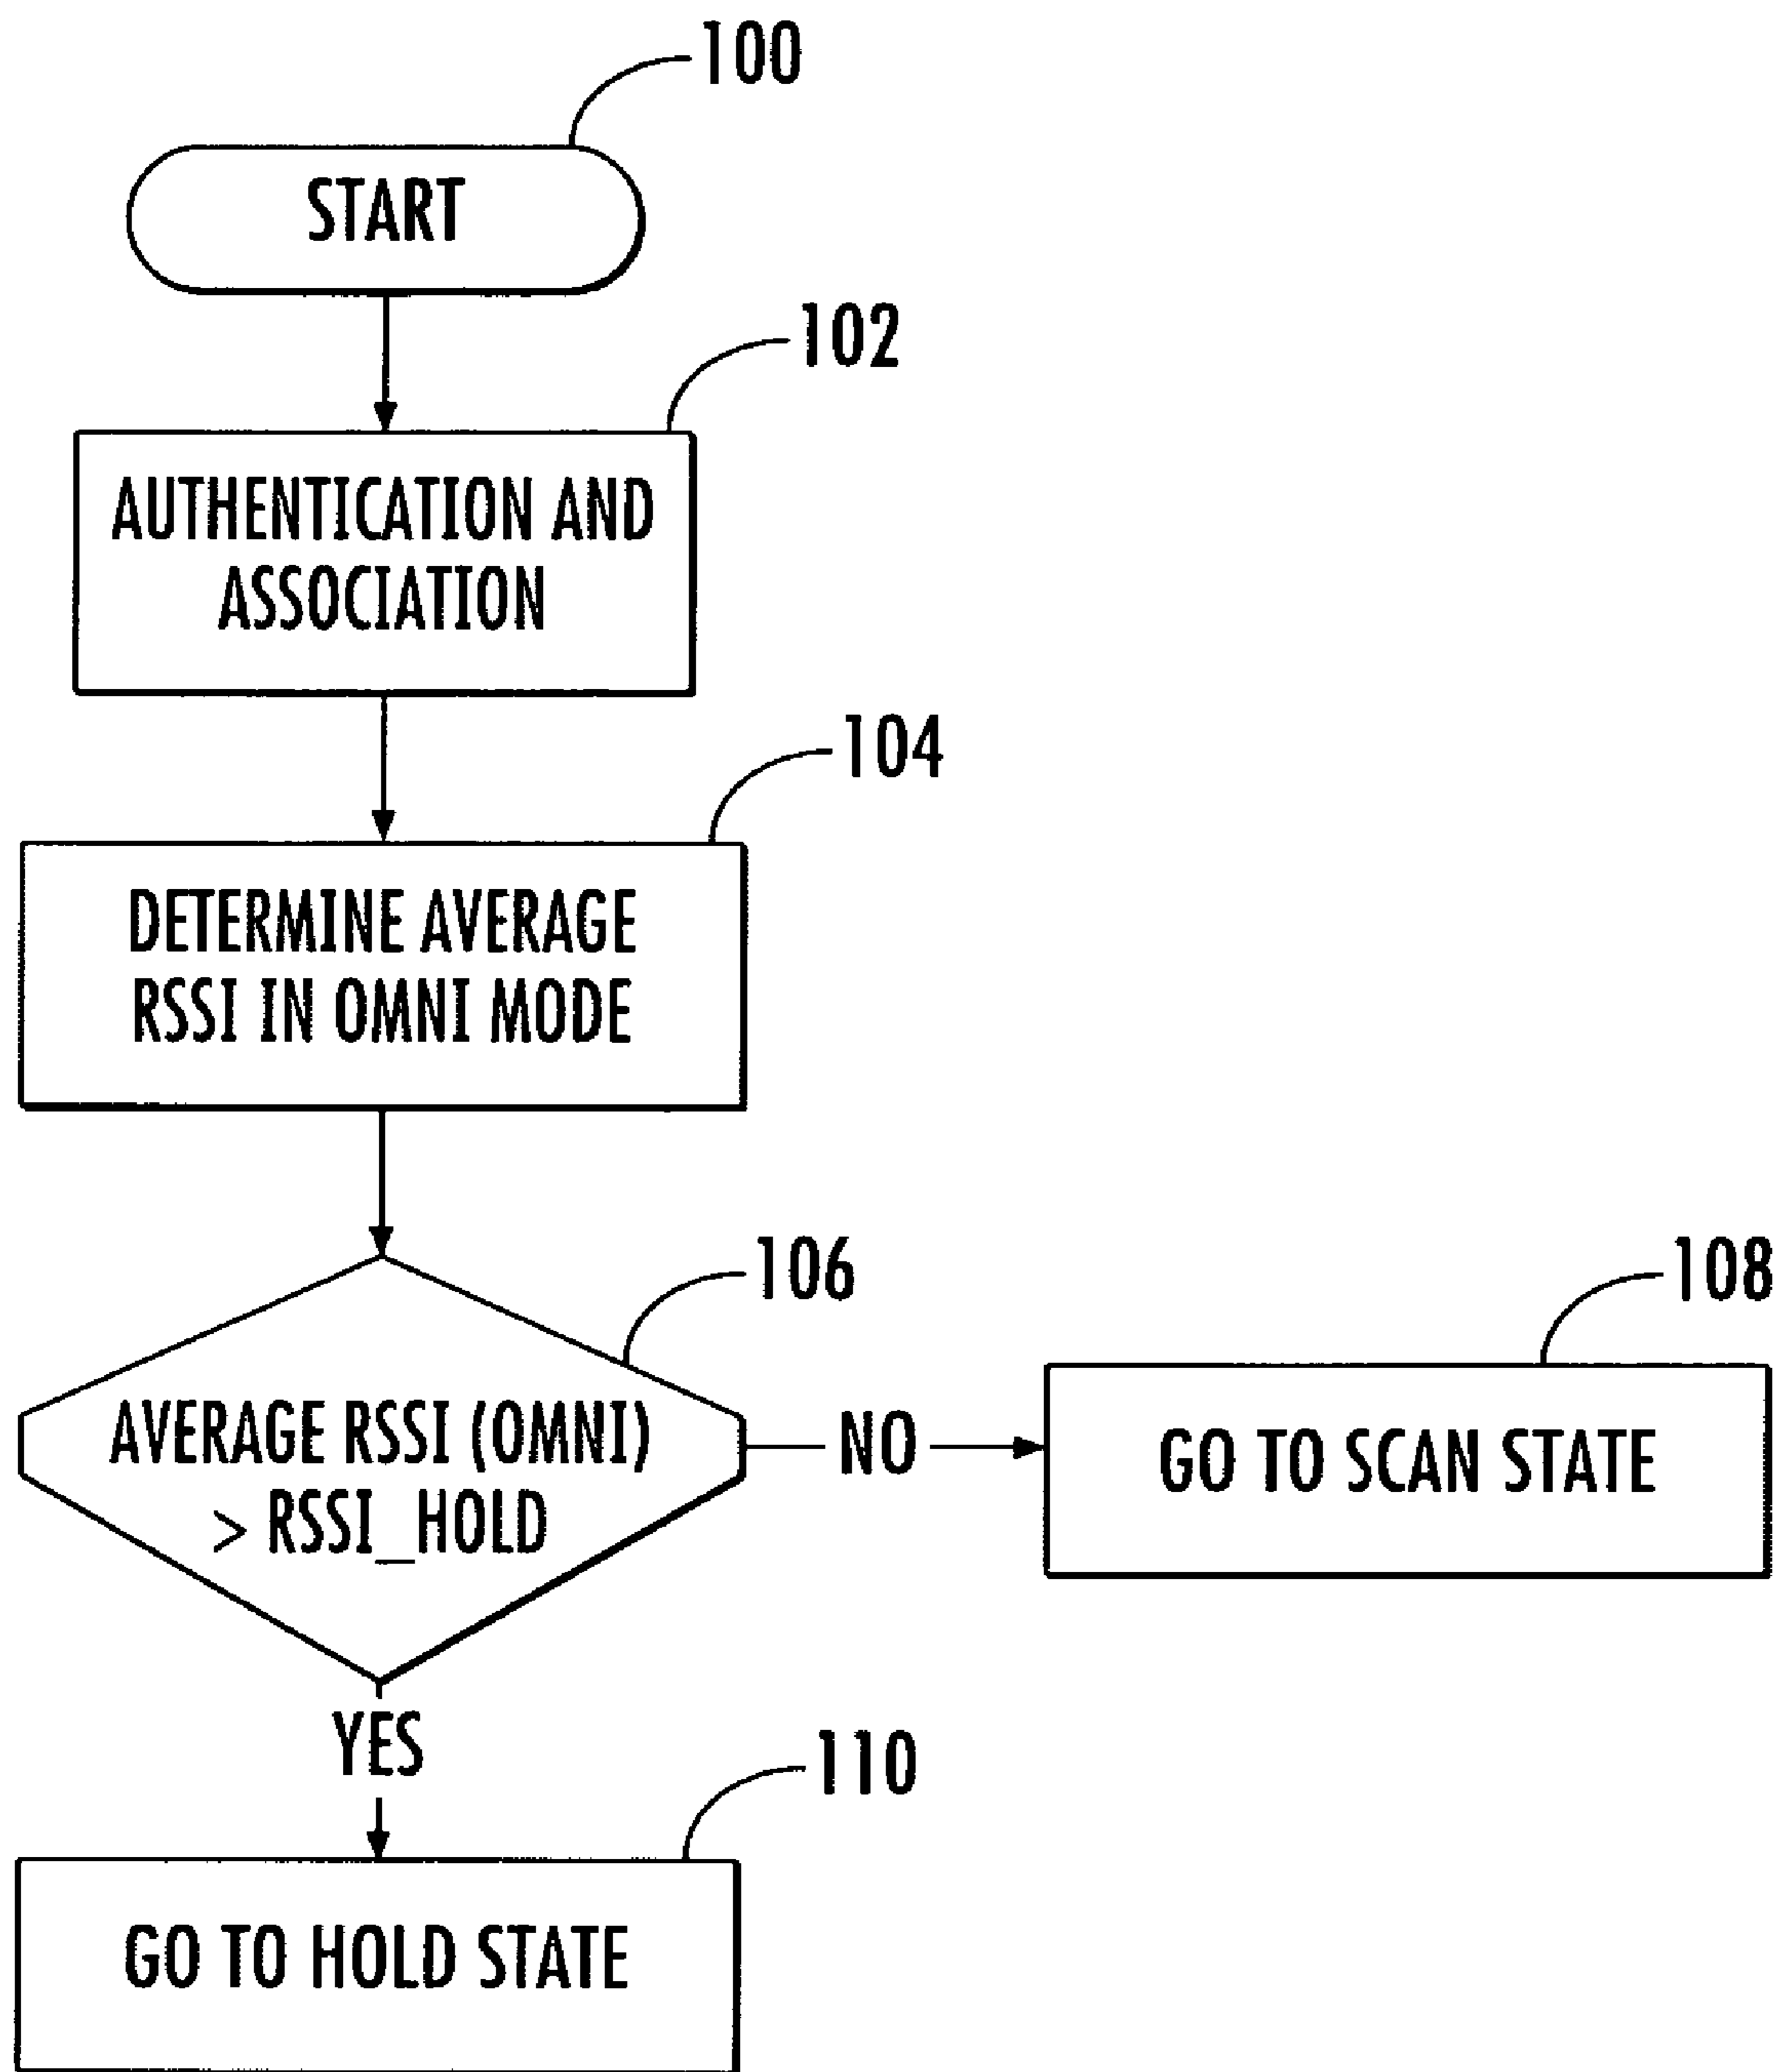 100
START
102
AUTHENTICATION AND
ASSOCIATION
104
DETERMINE AVERAGE
RSSI IN OMNI MODE
106
108
AVERAGE RSSI (OMNI)
> RSSI_HOLD
NO
GO TO SCAN STATE
YES
110
GO TO HOLD STATE